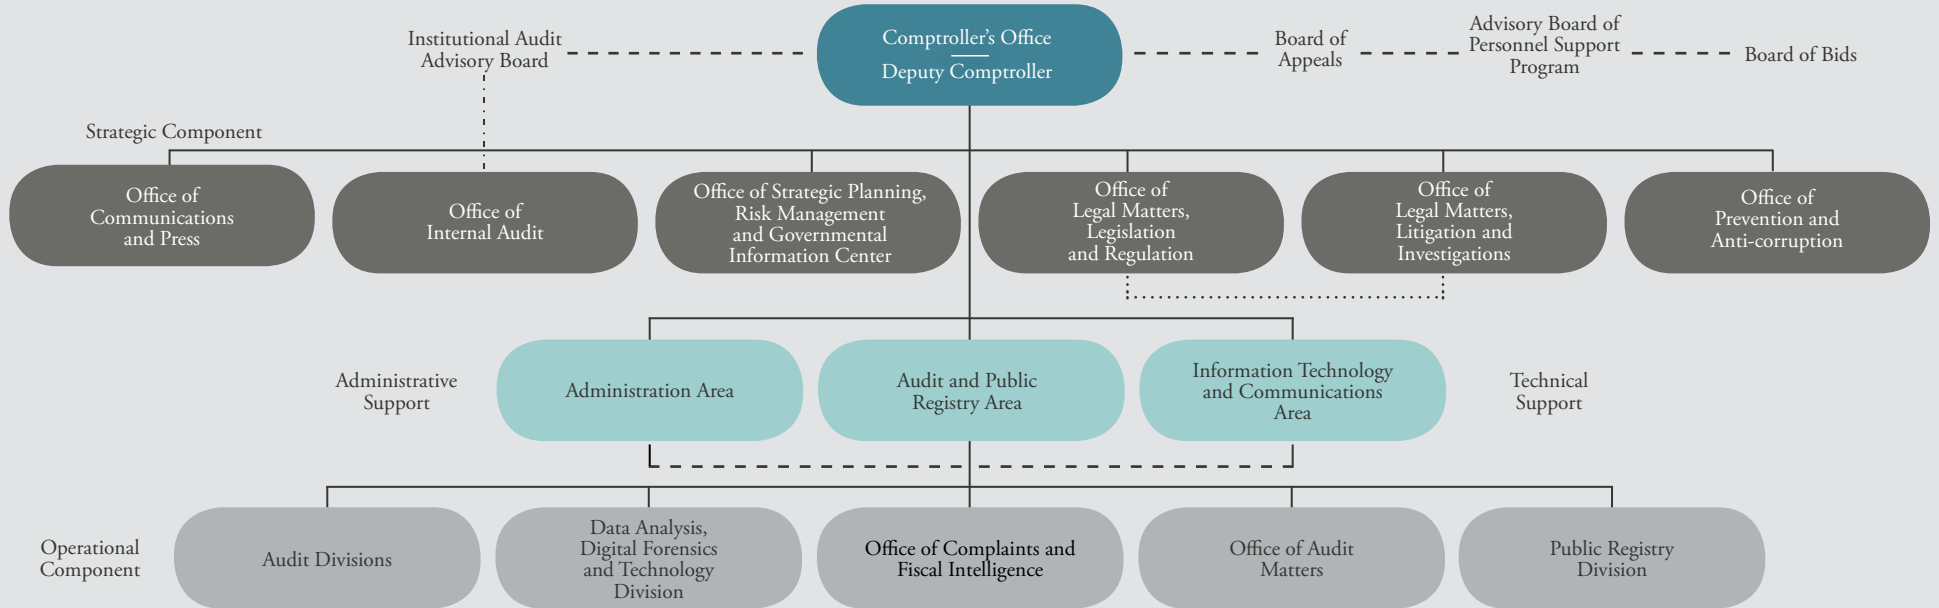 Institutional Audit
Advisory Board
Comptroller's Office
Deputy Comptroller
Board of
Appeals
Advisory Board of
Personnel Support
Program
Board of Bids
Strategic Component
Office of
Communications
and Press
Office of
Internal Audit
Office of Strategic Planning,
Risk Management
and Governmental
Information Center
Office of
Legal Matters,
Legislation
and Regulation
Office of
Legal Matters,
Litigation and
Investigations
Office of
Prevention and
Anti-corruption
Administrative
Support
Administration Area
Audit and Public
Registry Area
Information Technology
and Communications
Area
Technical
Support
Operational
Component
Audit Divisions
Data Analysis,
Digital Forensics
and Technology
Division
Office of Complaints and
Fiscal Intelligence
Office of Audit
Matters
Public Registry
Division